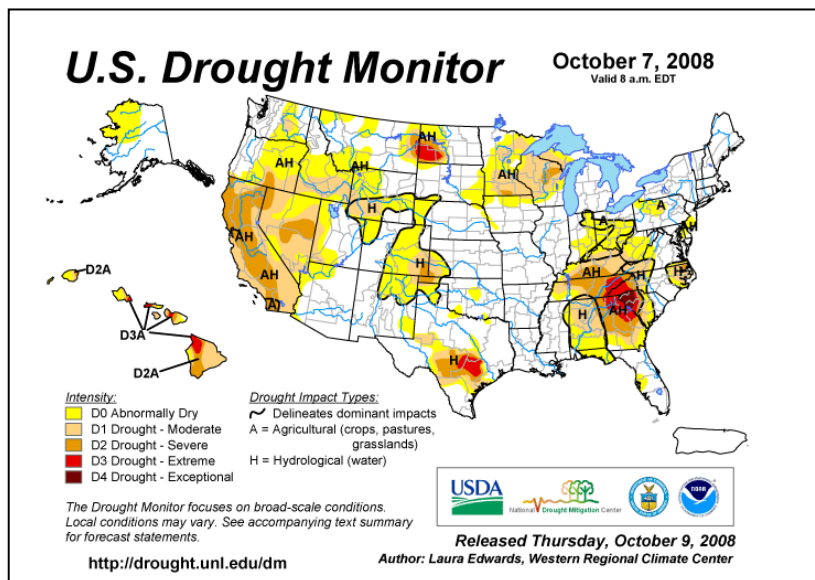 U.S. Drought Monitor
October 7, 2008
Valid 8 a.m. EDT
AH
AH
AH
AH
H
A
A
H
AH
AH
H
AH
H
H
A
H
AH
H
D2A
D3A
D2A
Intensity:
D0 Abnormally Dry
D1 Drought - Moderate
D2 Drought - Severe
D3 Drought - Extreme
D4 Drought - Exceptional
Drought Impact Types:
Delineates dominant impacts
A = Agricultural (crops, pastures,
grasslands)
H = Hydrological (water)
The Drought Monitor focuses on broad-scale conditions.
Local conditions may vary. See accompanying text summary
for forecast statements.
http://drought.unl.edu/dm
USDA
National Drought Mitigation Center
NOAA
Released Thursday, October 9, 2008
Author: Laura Edwards, Western Regional Climate Center